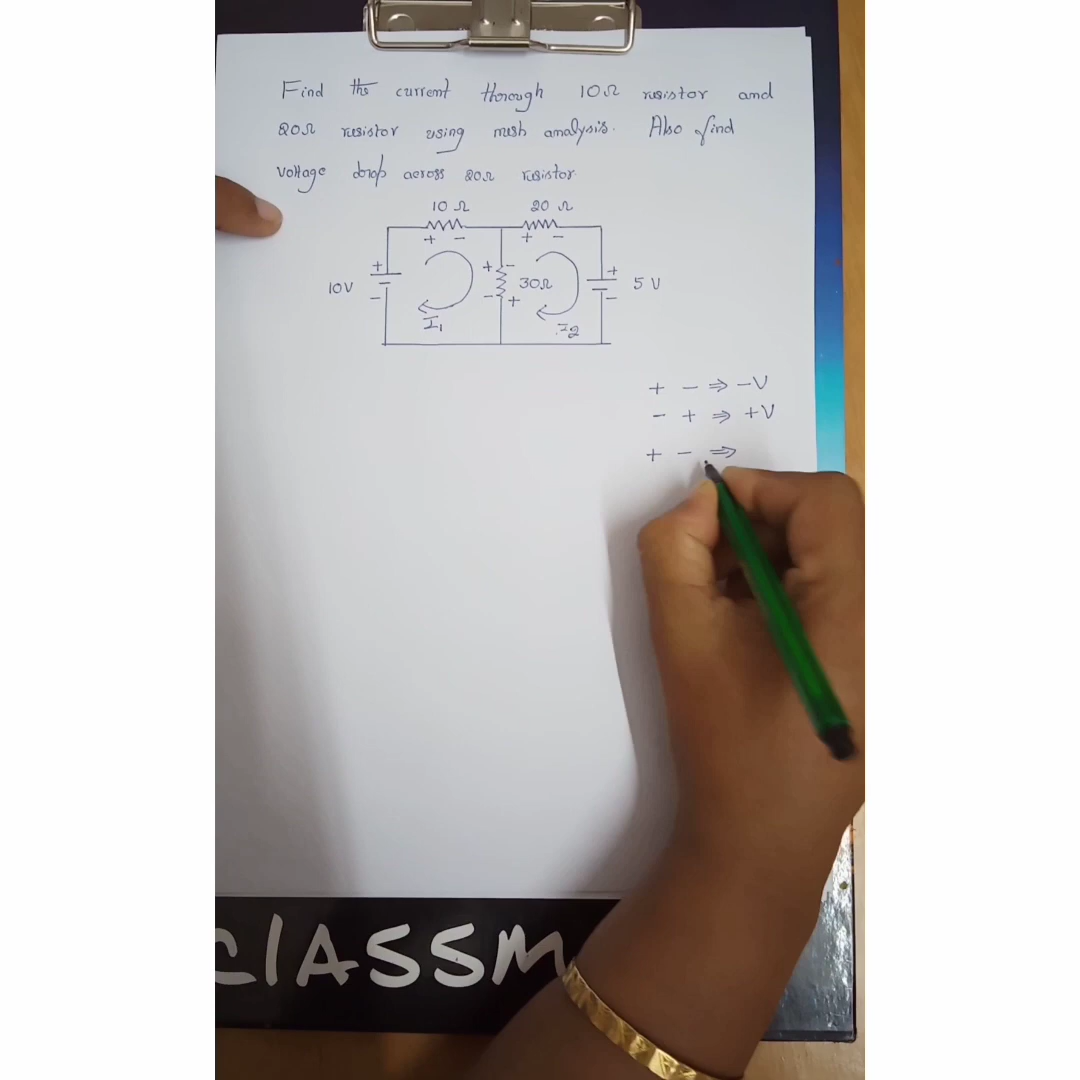 Find the current thorough 10Ω resistor and
20Ω resistor using mesh analysis. Also find
voltage drop across 20Ω resistor.
10 Ω 20 Ω
+ - + -
+ + - +
10V 30Ω 5 V
- - + -
I1 I2
+ - ⇒ -V
- + ⇒ +V
+ - ⇒
CLASSM